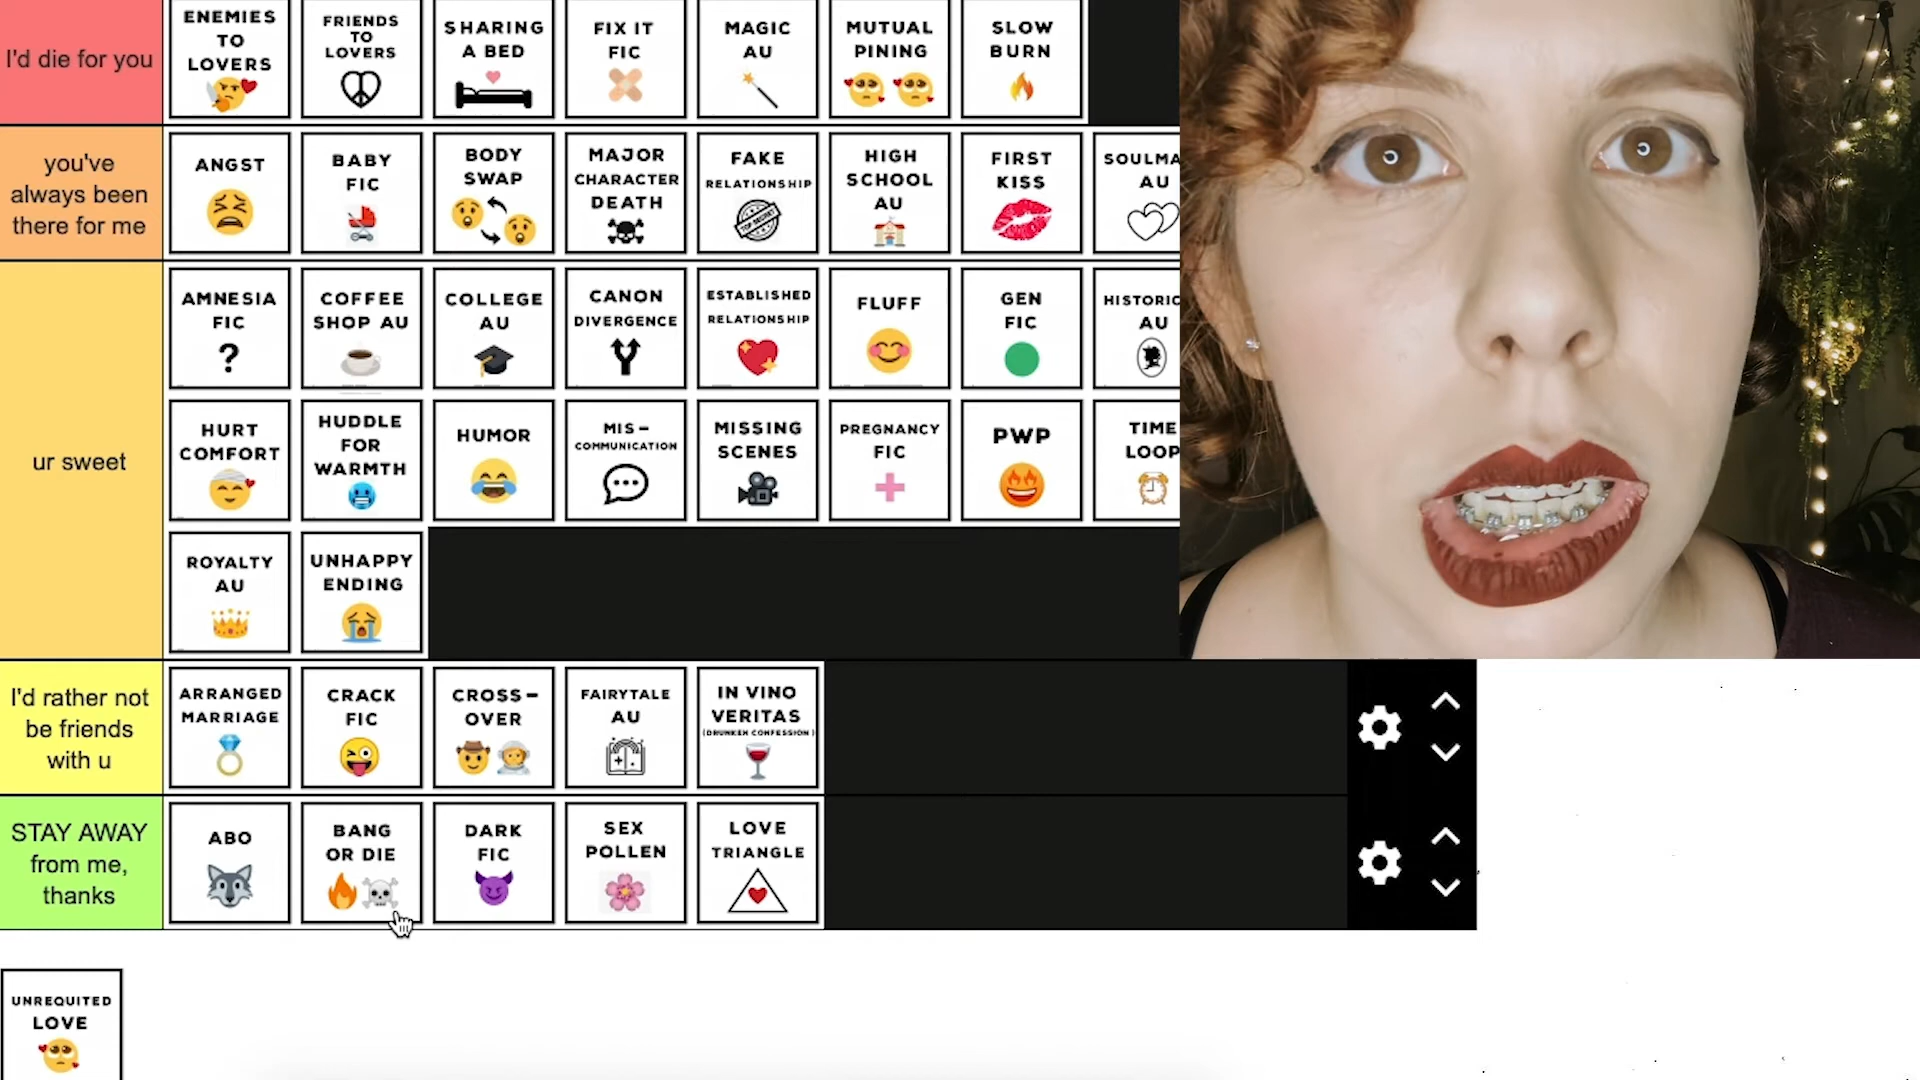 I'd die for you
ENEMIES
TO
LOVERS
FRIENDS
TO
LOVERS
SHARING
A BED
FIX IT
FIC
MAGIC
AU
MUTUAL
PINING
SLOW
BURN
you've
always been
there for me
ANGST
BABY
FIC
BODY
SWAP
MAJOR
CHARACTER
DEATH
FAKE
RELATIONSHIP
TOP SECRET
HIGH
SCHOOL
AU
FIRST
KISS
SOULMA
AU
ur sweet
AMNESIA
FIC
?
COFFEE
SHOP AU
COLLEGE
AU
CANON
DIVERGENCE
ESTABLISHED
RELATIONSHIP
FLUFF
GEN
FIC
HISTORIC
AU
HURT
COMFORT
HUDDLE
FOR
WARMTH
HUMOR
MIS-
COMMUNICATION
MISSING
SCENES
PREGNANCY
FIC
PWP
TIME
LOOP
ROYALTY
AU
UNHAPPY
ENDING
I'd rather not
be friends
with u
ARRANGED
MARRIAGE
CRACK
FIC
CROSS-
OVER
FAIRYTALE
AU
IN VINO
VERITAS
(DRUNKEN CONFESSION)
STAY AWAY
from me,
thanks
ABO
BANG
OR DIE
DARK
FIC
SEX
POLLEN
LOVE
TRIANGLE
UNREQUITED
LOVE